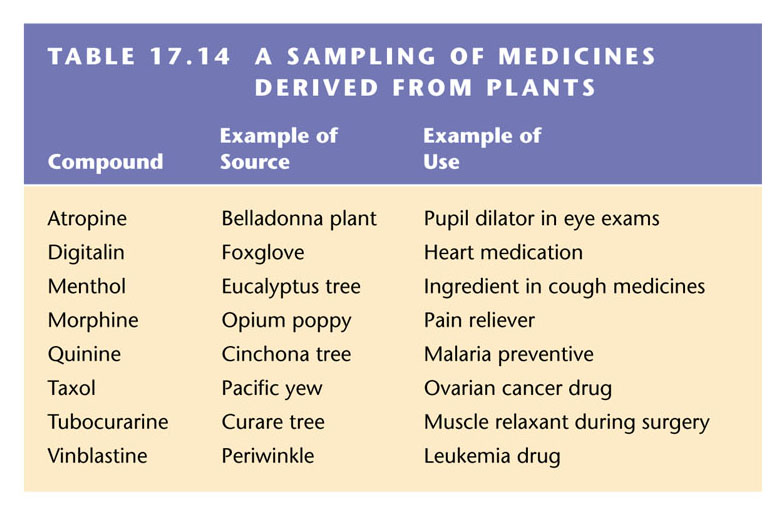 TABLE 17.14 A SAMPLING OF MEDICINES
DERIVED FROM PLANTS
Example of Example of
Compound Source Use
Atropine Belladonna plant Pupil dilator in eye exams
Digitalin Foxglove Heart medication
Menthol Eucalyptus tree Ingredient in cough medicines
Morphine Opium poppy Pain reliever
Quinine Cinchona tree Malaria preventive
Taxol Pacific yew Ovarian cancer drug
Tubocurarine Curare tree Muscle relaxant during surgery
Vinblastine Periwinkle Leukemia drug